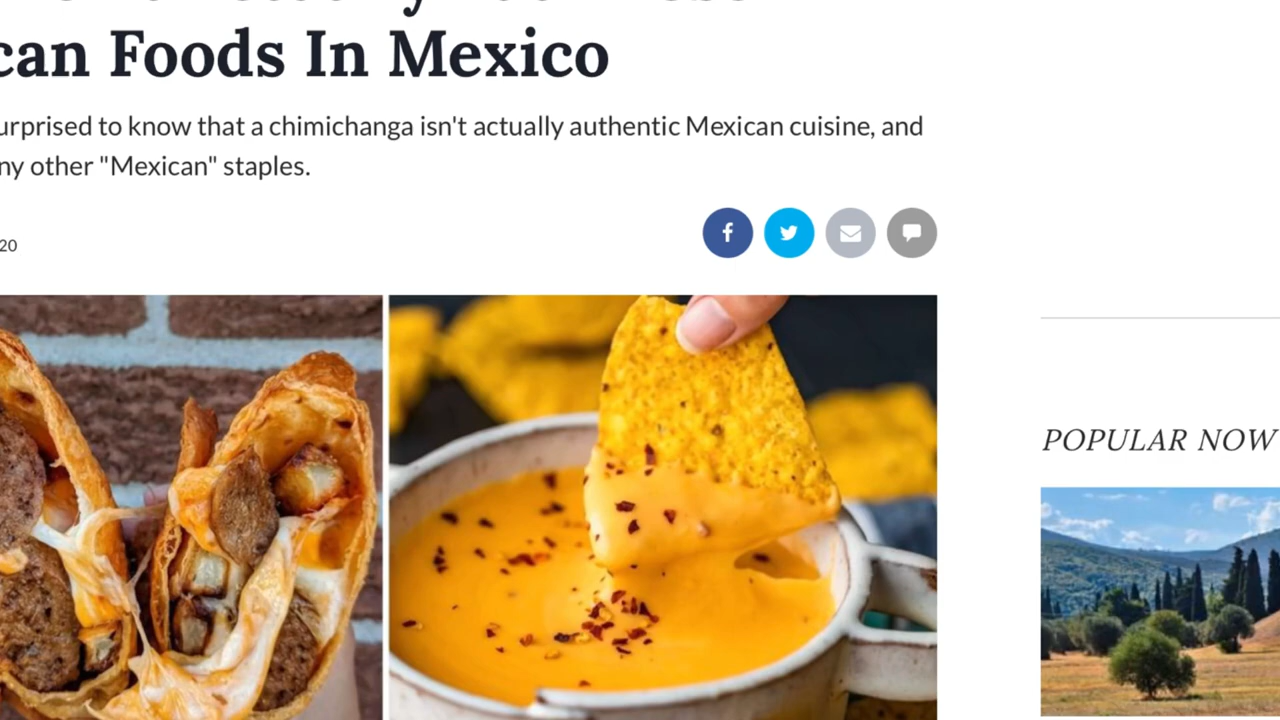 can Foods In Mexico
urprised to know that a chimichanga isn't actually authentic Mexican cuisine, and
ny other "Mexican" staples.
20
POPULAR NOW